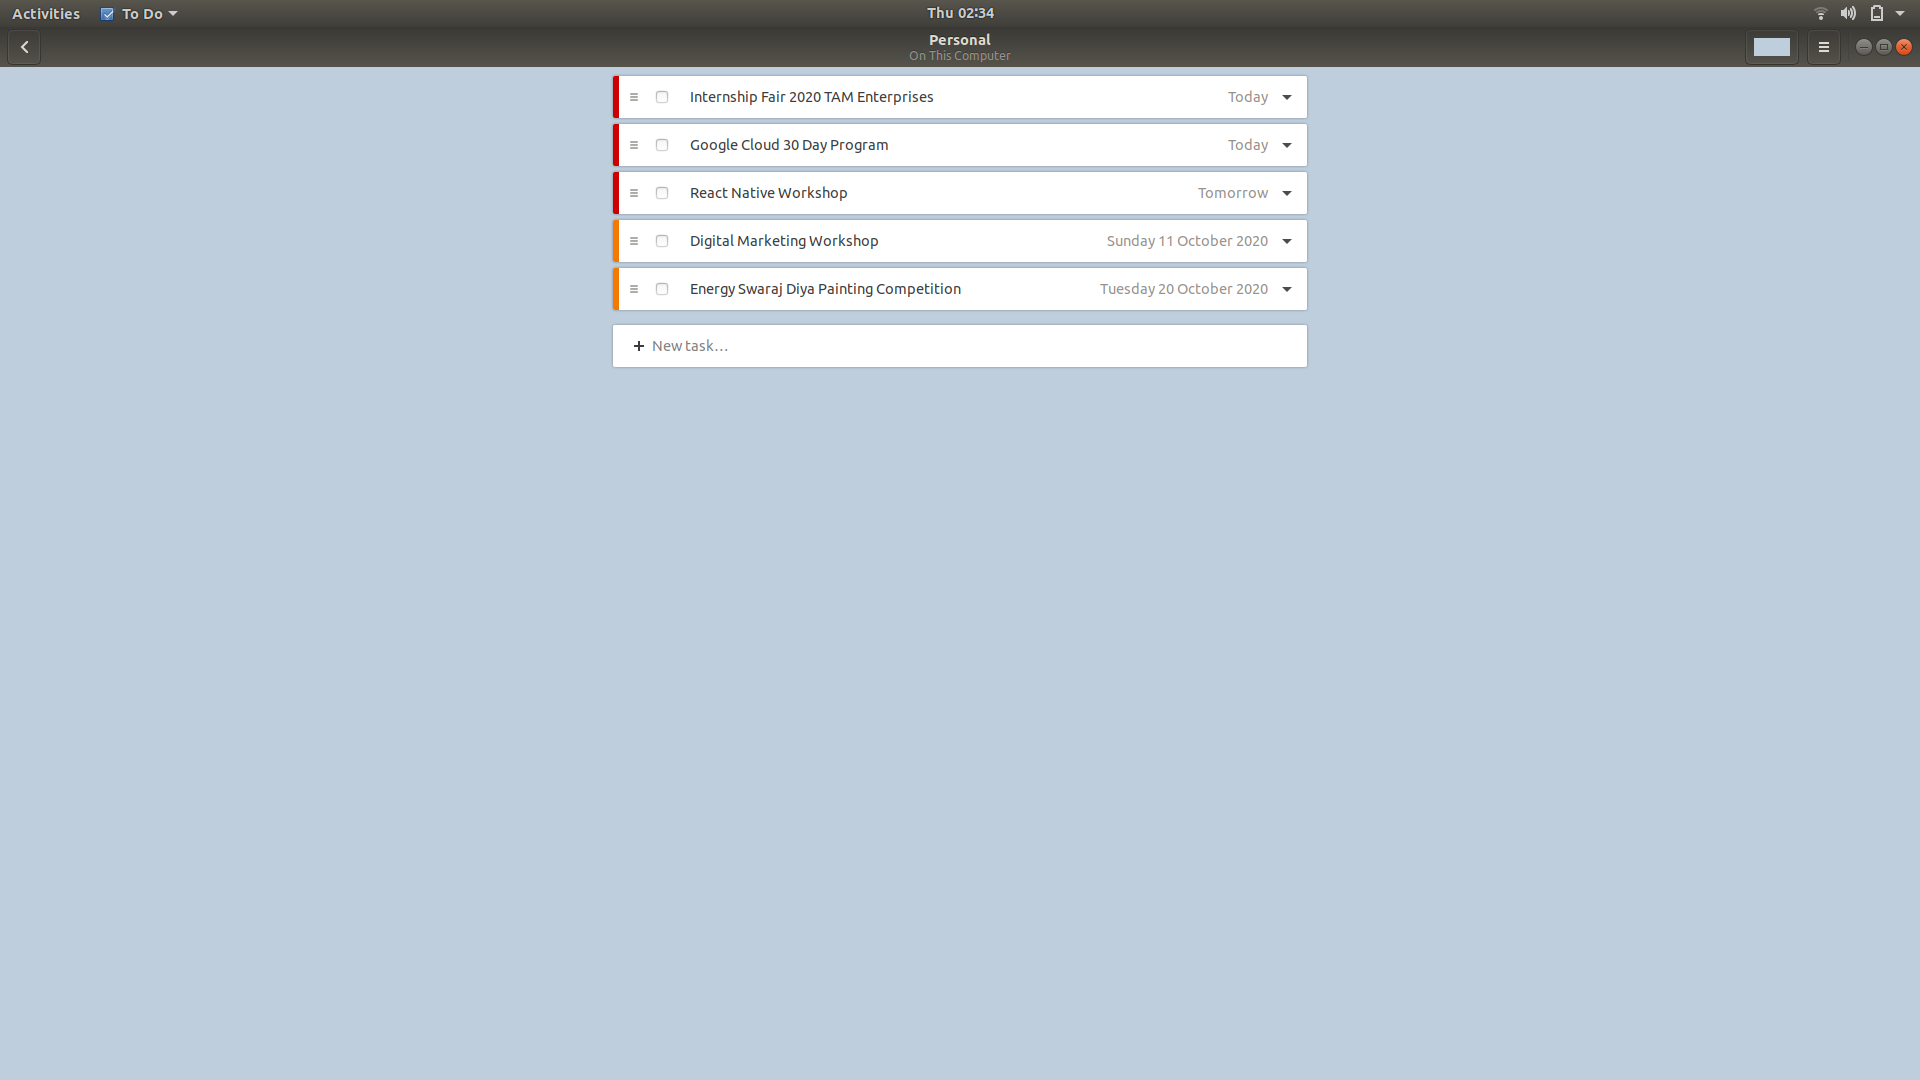 Activities To Do Thu 02:34
Personal
On This Computer
Internship Fair 2020 TAM Enterprises Today
Google Cloud 30 Day Program Today
React Native Workshop Tomorrow
Digital Marketing Workshop Sunday 11 October 2020
Energy Swaraj Diya Painting Competition Tuesday 20 October 2020
New task…